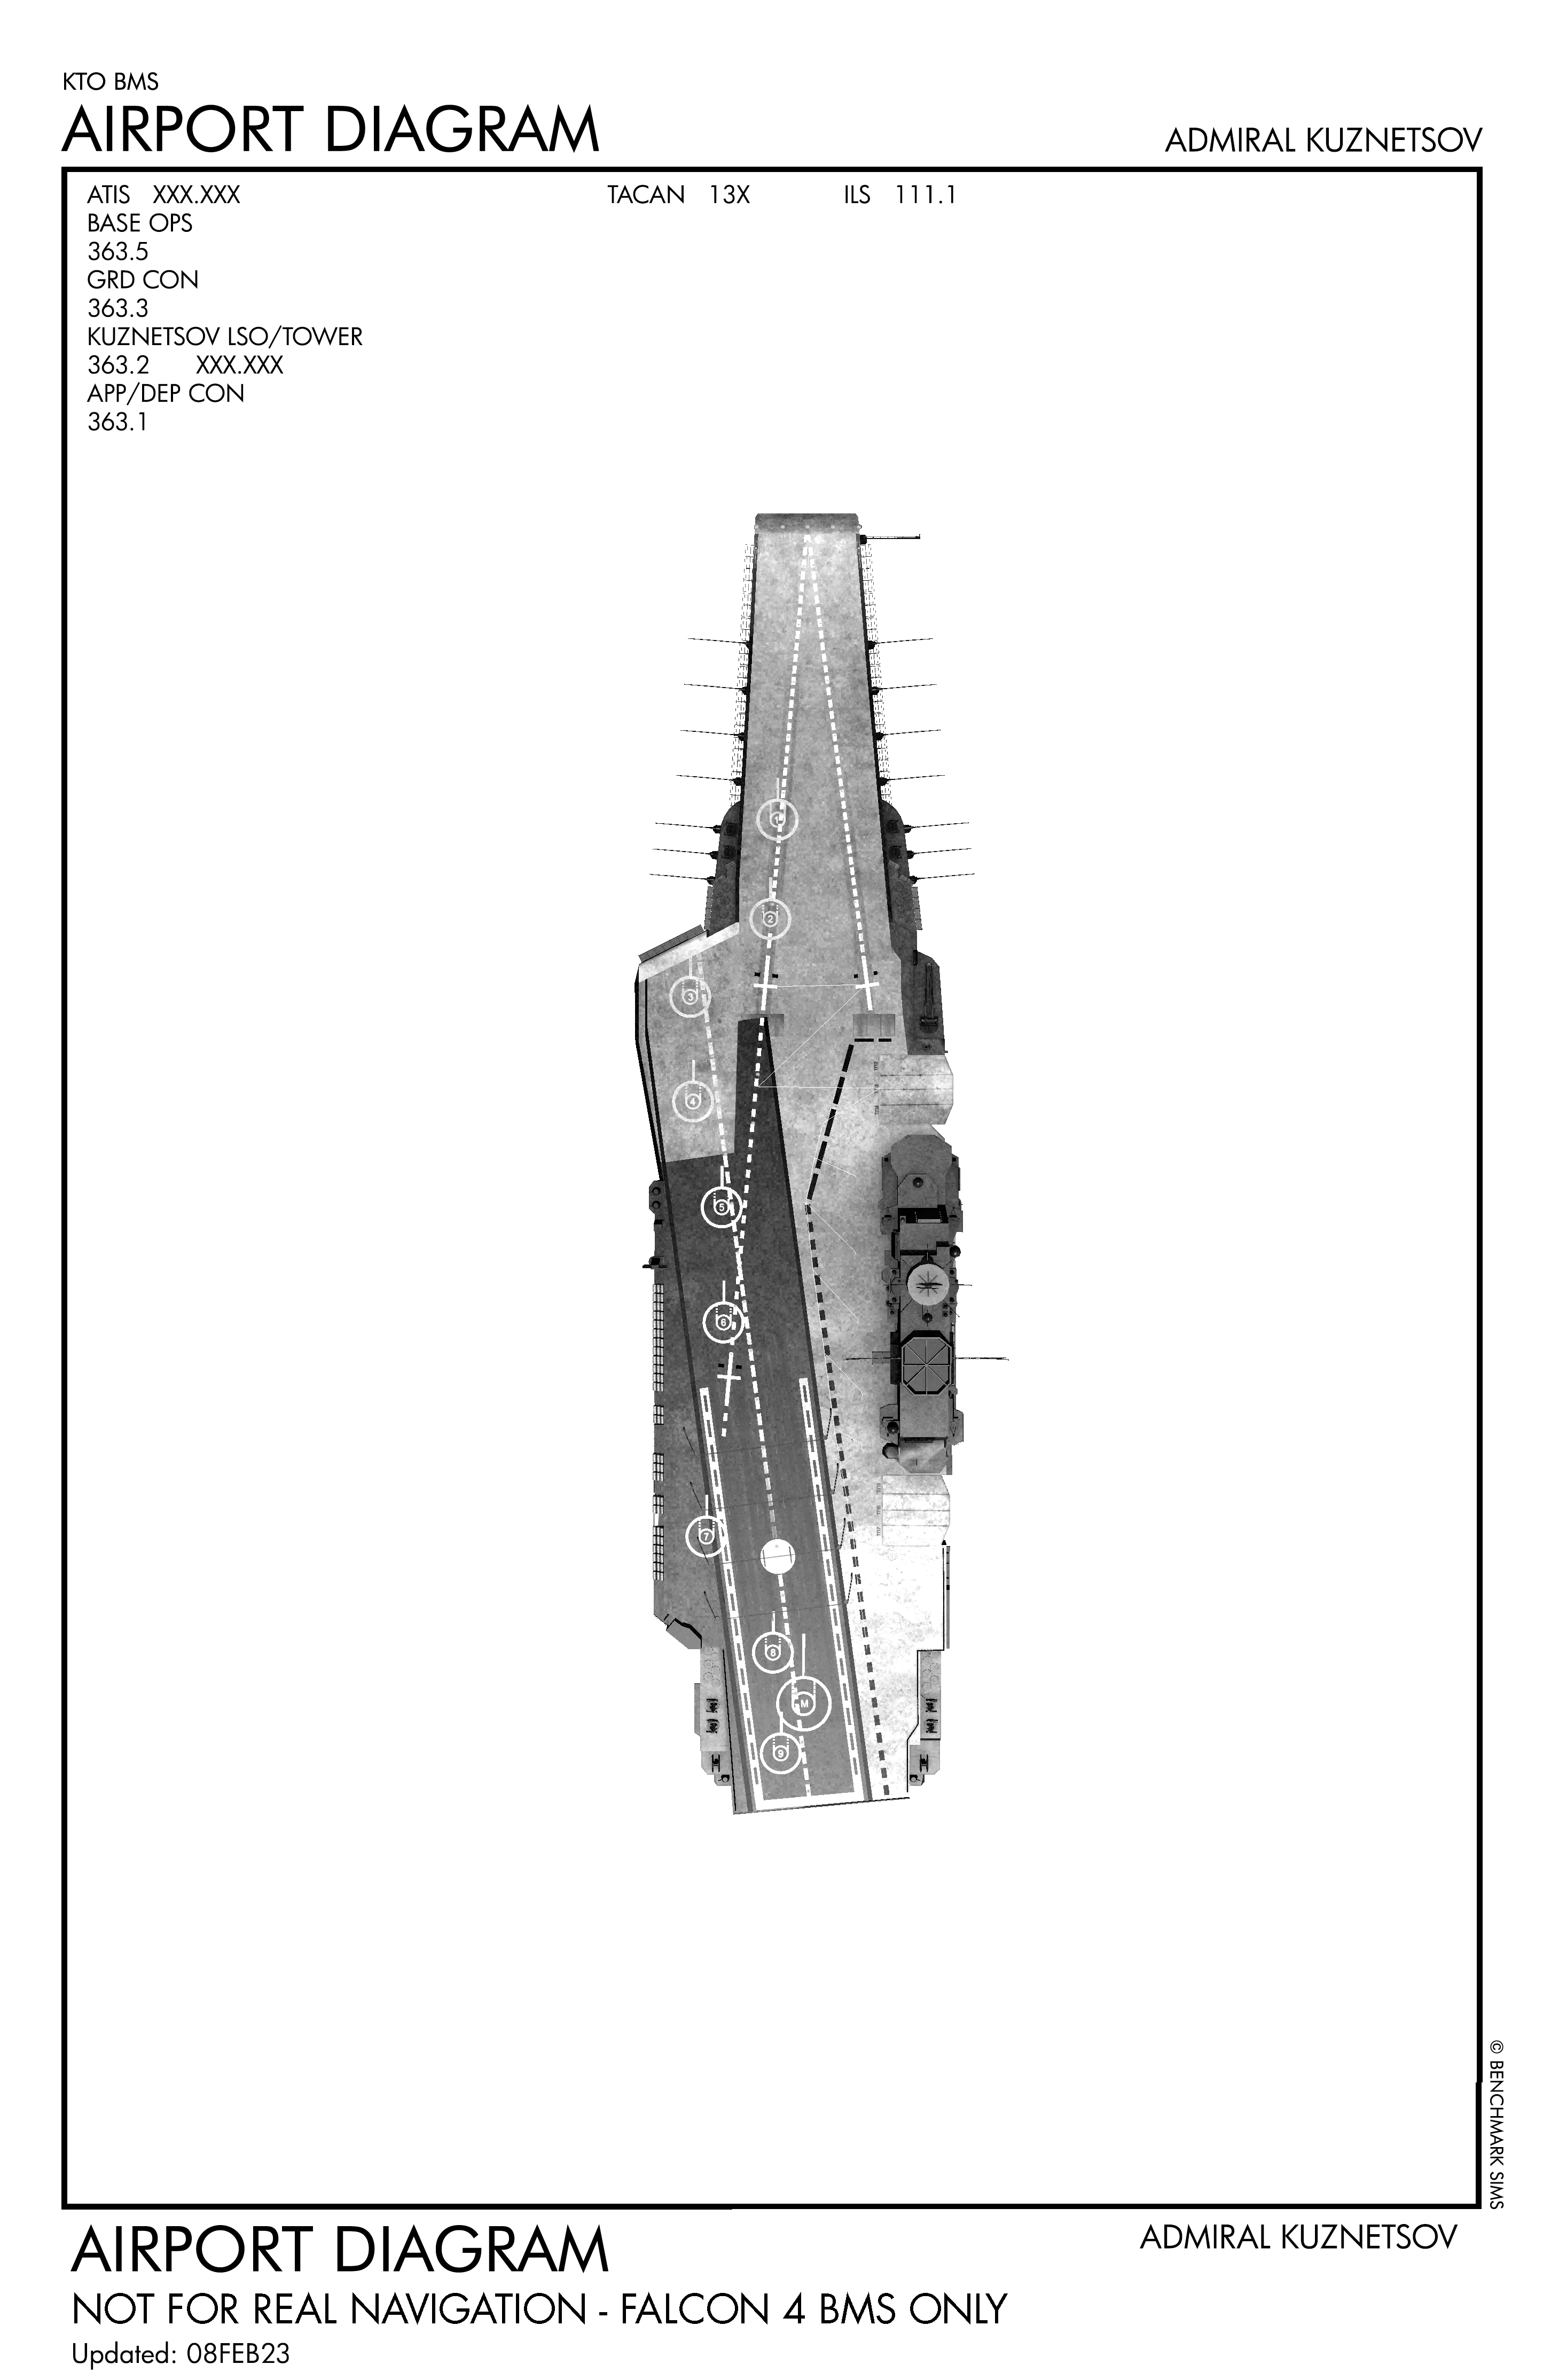 KTO BMS
AIRPORT DIAGRAM
ADMIRAL KUZNETSOV
ATIS XXX.XXX
TACAN 13X
ILS 111.1
BASE OPS
363.5
GRD CON
363.3
KUZNETSOV LSO/TOWER
363.2 XXX.XXX
APP/DEP CON
363.1
1
2
3
4
5
6
7
8
M
9
© BENCHMARK SIMS
AIRPORT DIAGRAM
ADMIRAL KUZNETSOV
NOT FOR REAL NAVIGATION - FALCON 4 BMS ONLY
Updated: 08FEB23